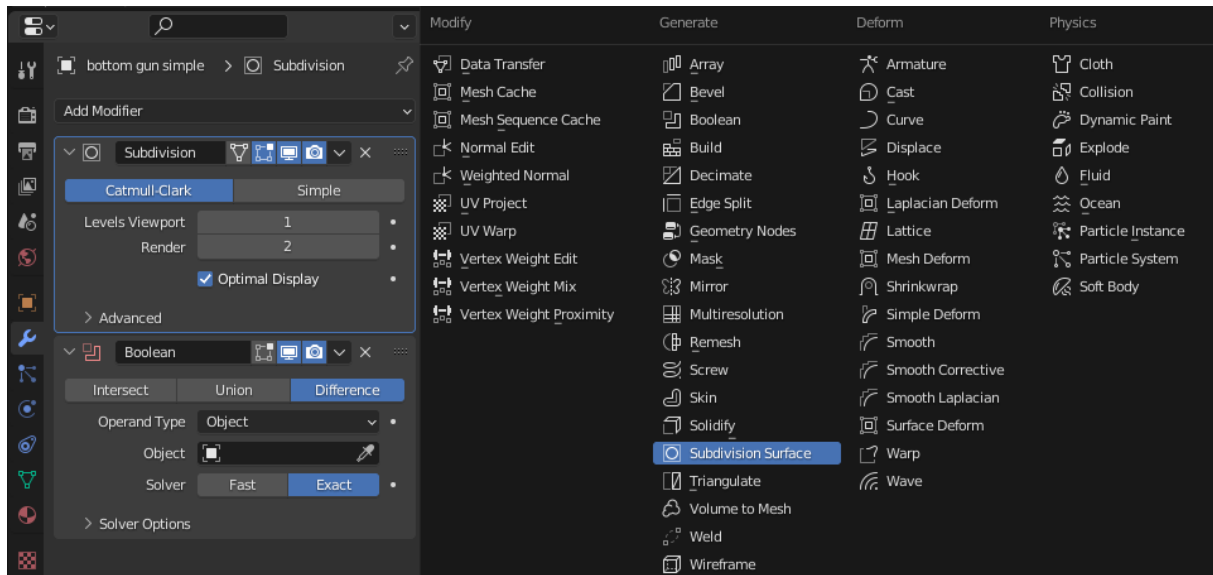 bottom gun simple > Subdivision
Add Modifier
Subdivision
Catmull-Clark Simple
Levels Viewport 1
Render 2
Optimal Display
> Advanced
Boolean
Intersect Union Difference
Operand Type Object
Object
Solver Fast Exact
> Solver Options
Modify
Data Transfer
Mesh Cache
Mesh Sequence Cache
Normal Edit
Weighted Normal
UV Project
UV Warp
Vertex Weight Edit
Vertex Weight Mix
Vertex Weight Proximity
Generate
Array
Bevel
Boolean
Build
Decimate
Edge Split
Geometry Nodes
Mask
Mirror
Multiresolution
Remesh
Screw
Skin
Solidify
Subdivision Surface
Triangulate
Volume to Mesh
Weld
Wireframe
Deform
Armature
Cast
Curve
Displace
Hook
Laplacian Deform
Lattice
Mesh Deform
Shrinkwrap
Simple Deform
Smooth
Smooth Corrective
Smooth Laplacian
Surface Deform
Warp
Wave
Physics
Cloth
Collision
Dynamic Paint
Explode
Fluid
Ocean
Particle Instance
Particle System
Soft Body